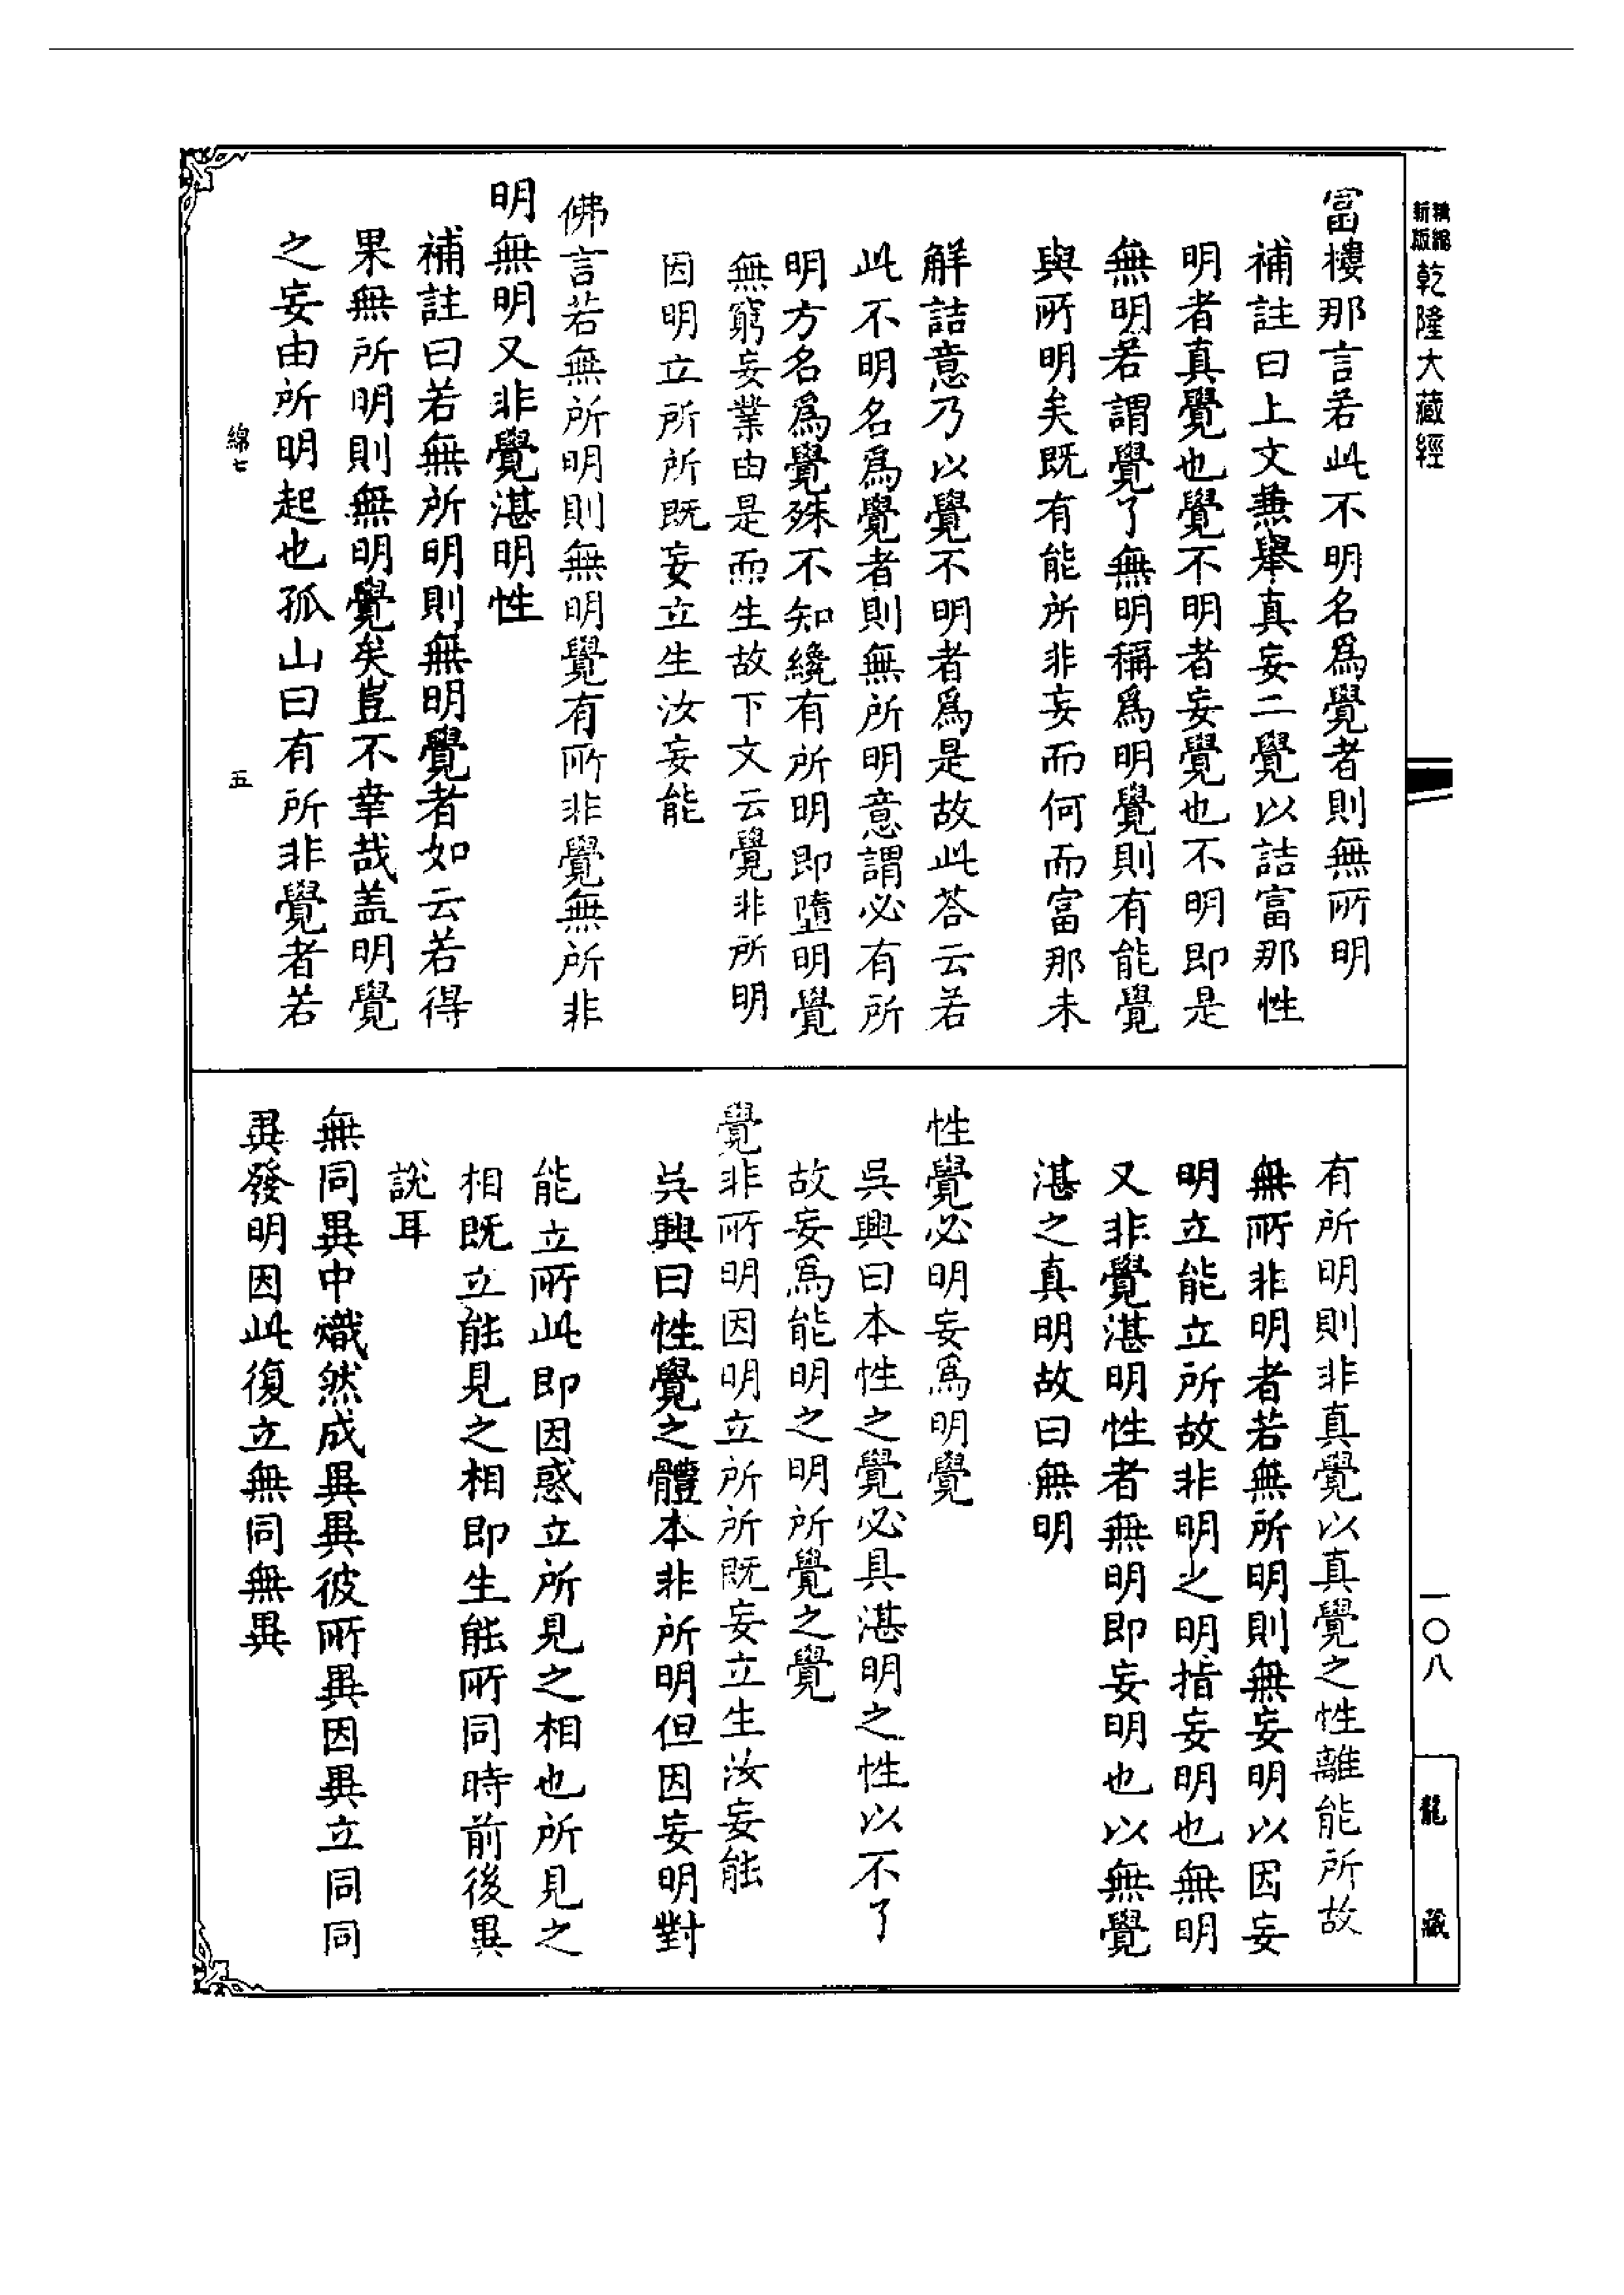 精編新版乾隆大藏經
富樓那言若此不明名爲覺者則無所明
補註曰上文兼舉真妄二覺以詰富那性
明者真覺也覺不明者妄覺也不明即是
無明若謂覺了無明稱爲明覺則有能覺
與所明矣既有能所非妄而何而富那未
解詰意乃以覺不明者爲是故此荅云若
此不明名爲覺者則無所明意謂必有所
明方名爲覺殊不知纔有所明即墮明覺
無窮妄業由是而生故下文云覺非所明
因明立所所既妄立生汝妄能
佛言若無所明則無明覺有所非覺無所非
明無明又非覺湛明性
補註曰若無所明則無明覺者如云若得
果無所明則無明覺矣豈不幸哉盖明覺
之妄由所明起也孤山曰有所非覺者若
綿七
五
有所明則非真覺以真覺之性離能所故
無所非明者若無所明則無妄明以因妄
明立能立所故非明之明指妄明也無明
又非覺湛明性者無明即妄明也以無覺
湛之真明故曰無明
性覺必明妄爲明覺
吳興曰本性之覺必具湛明之性以不了
故妄爲能明之明所覺之覺
覺非所明因明立所所既妄立生汝妄能
吳興曰性覺之體本非所明但因妄明對
能立所此即因惑立所見之相也所見之
相既立能見之相即生能所同時前後異
說耳
無同異中熾然成異異彼所異因異立同同
異發明因此復立無同無異
一〇八
龍藏